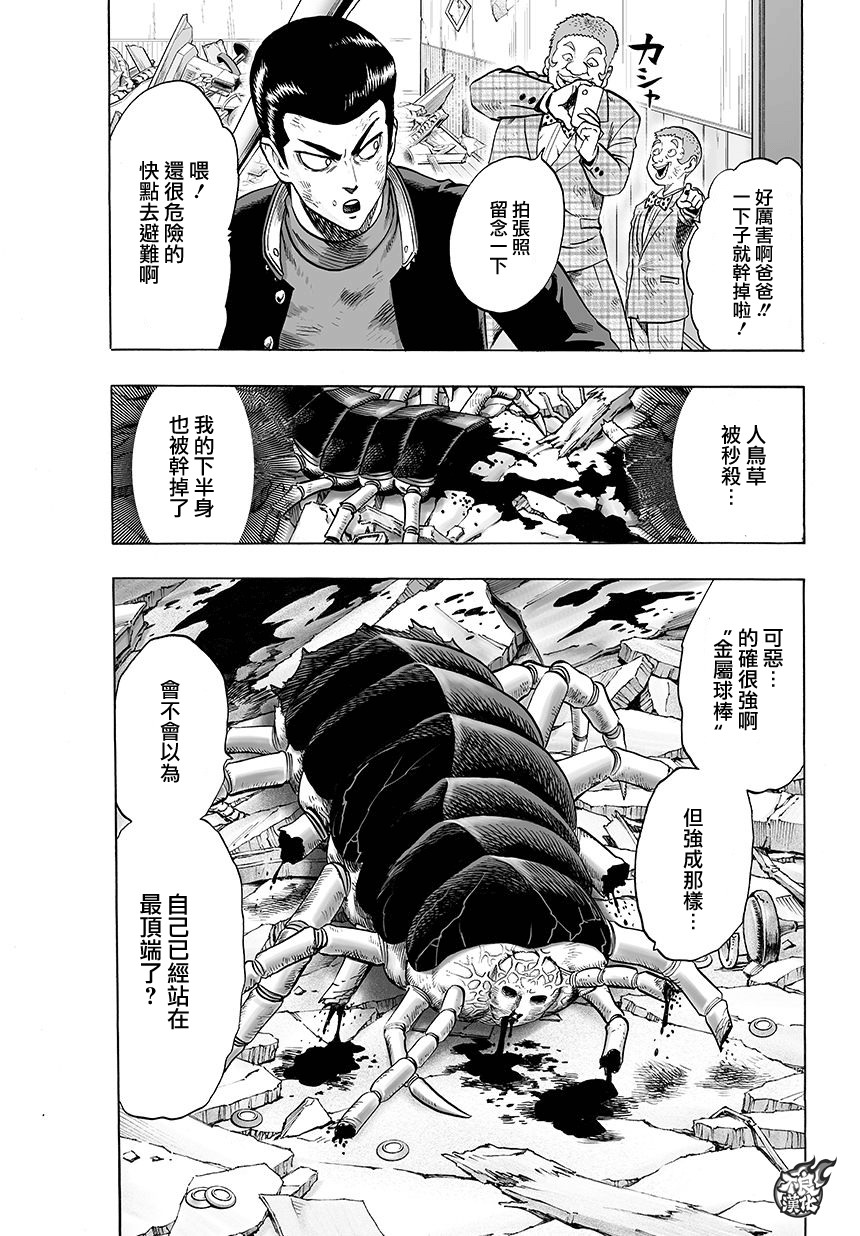 好厲害啊爸爸!!
一下子就幹掉啦!
カシャ
拍張照
留念一下
喂!
還很危險的
快點去避難啊
人鳥草
被秒殺…
我的下半身
也被幹掉了
可惡…
的確很強啊
"金屬球棒"
但強成那樣…
會不會以為
自己已經站在
最頂端了?
不良
漢化